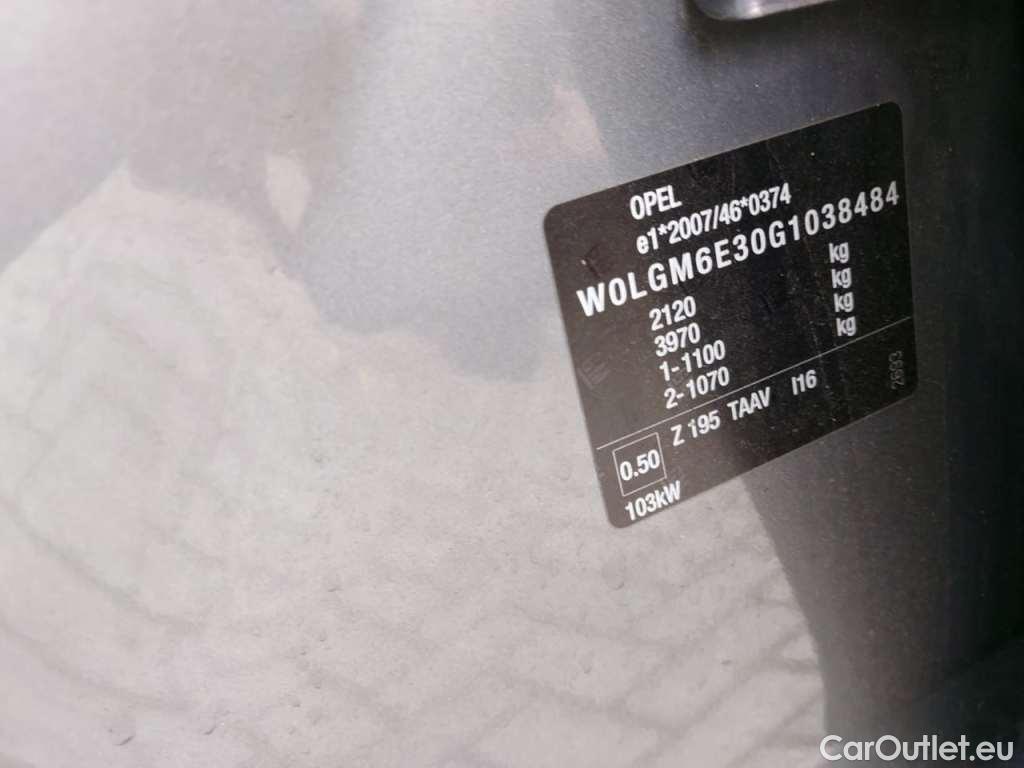 OPEL
e1*2007/46*0374
W0LGM6E30G1038484
2120 kg
3970 kg
1-1100 kg
2-1070 kg
Z 195 TAAV I16
2693
0.50
103kW
CarOutlet.eu